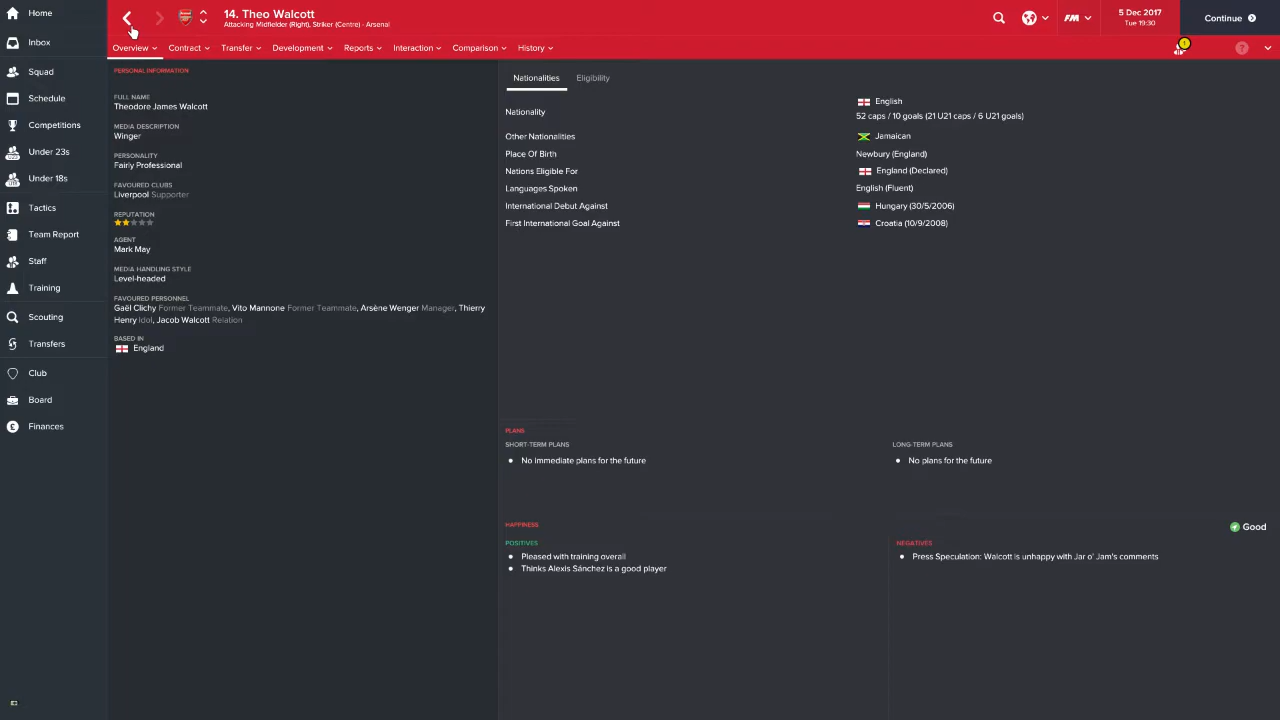 Home
Inbox
Squad
Schedule
Competitions
Under 23s
Under 18s
Tactics
Team Report
Staff
Training
Scouting
Transfers
Club
Board
Finances
14. Theo Walcott
Attacking Midfielder (Right), Striker (Centre) - Arsenal
FM
5 Dec 2017
Tue 19:30
Continue
Overview Contract Transfer Development Reports Interaction Comparison History
1
?
PERSONAL INFORMATION
FULL NAME
Theodore James Walcott
MEDIA DESCRIPTION
Winger
PERSONALITY
Fairly Professional
FAVOURED CLUBS
Liverpool Supporter
REPUTATION
AGENT
Mark May
MEDIA HANDLING STYLE
Level-headed
FAVOURED PERSONNEL
Gaël Clichy Former Teammate, Vito Mannone Former Teammate, Arsène Wenger Manager, Thierry
Henry Idol, Jacob Walcott Relation
BASED IN
England
Nationalities Eligibility
Nationality English
52 caps / 10 goals (21 U21 caps / 6 U21 goals)
Other Nationalities Jamaican
Place Of Birth Newbury (England)
Nations Eligible For England (Declared)
Languages Spoken English (Fluent)
International Debut Against Hungary (30/5/2006)
First International Goal Against Croatia (10/9/2008)
PLANS
SHORT-TERM PLANS
No immediate plans for the future
LONG-TERM PLANS
No plans for the future
HAPPINESS
Good
POSITIVES
Pleased with training overall
Thinks Alexis Sánchez is a good player
NEGATIVES
Press Speculation: Walcott is unhappy with Jar o' Jam's comments